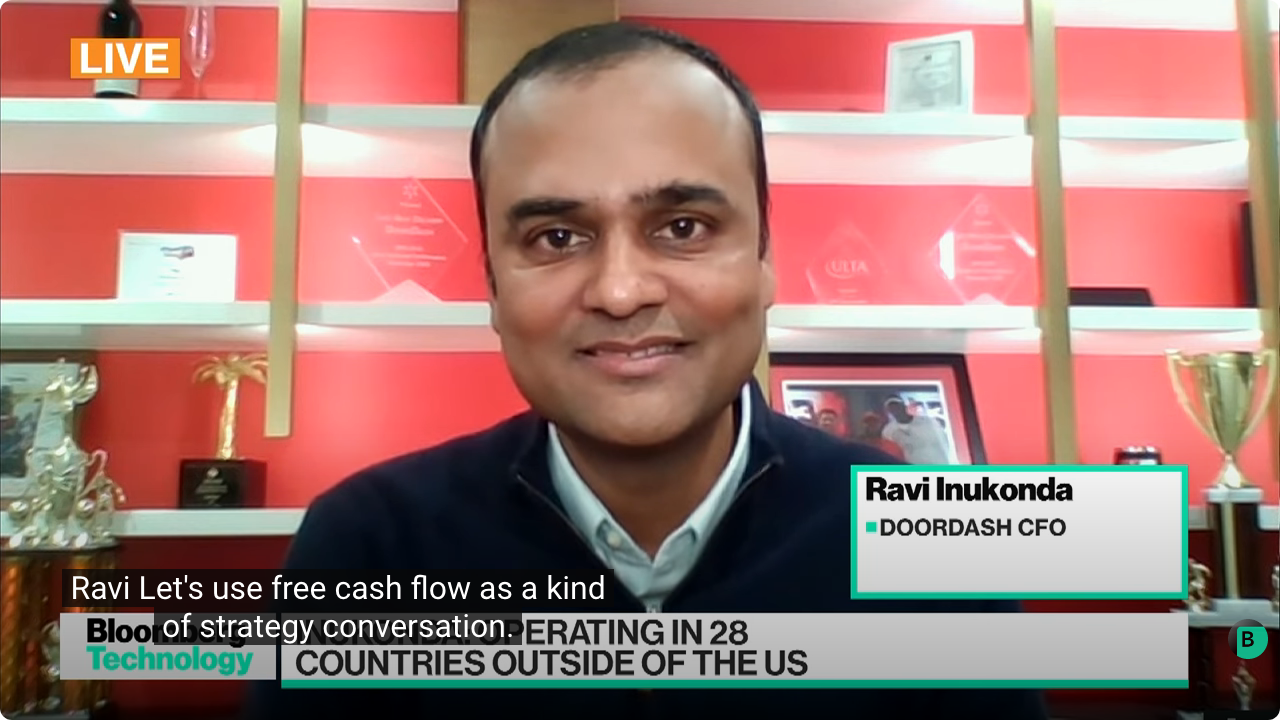 LIVE
ULTA
Ravi Inukonda
DOORDASH CFO
Ravi Let's use free cash flow as a kind
of strategy conversation.
Bloomberg
Technology
OPERATING IN 28
COUNTRIES OUTSIDE OF THE US
B